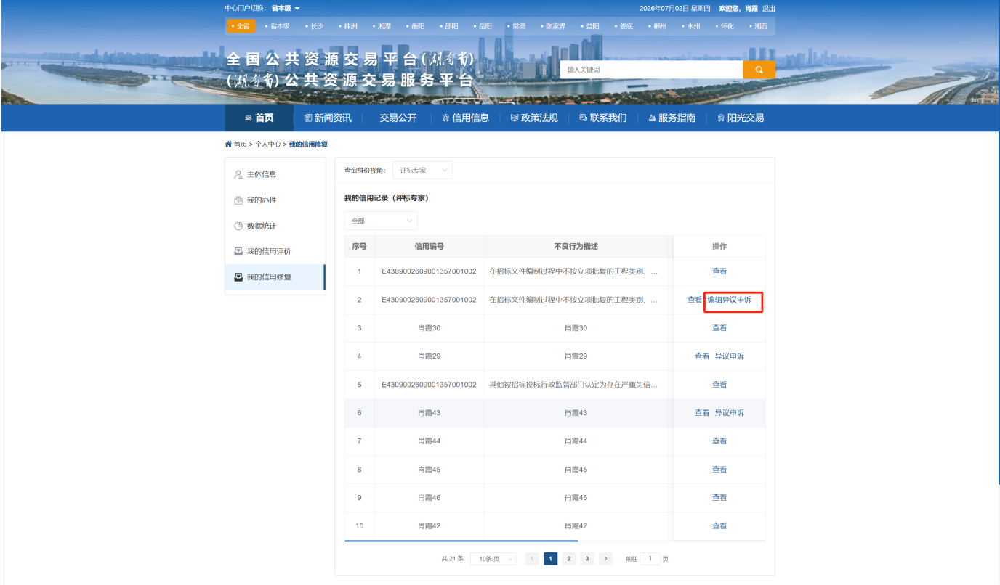 中心门户切换： 省本级
2026年07月02日 星期四 欢迎您，肖霞 退出
• 全省 • 省本级 • 长沙 • 株洲 • 湘潭 • 衡阳 • 邵阳 • 岳阳 • 常德 • 张家界 • 益阳 • 娄底 • 郴州 • 永州 • 怀化 • 湘西
全国公共资源交易平台(湖南省)
(湖南省)公共资源交易服务平台
输入关键词
首页 新闻资讯 交易公开 信用信息 政策法规 联系我们 服务指南 阳光交易
首页 > 个人中心 > 我的信用修复
主体信息
我的办件
数据统计
我的信用评价
我的信用修复
查询身份视角： 评标专家
我的信用记录（评标专家）
全部
序号 信用编号 不良行为描述 操作
1 E4309002609001357001002 在招标文件编制过程中不按立项批复的工程类别、... 查看
2 E4309002609001357001002 在招标文件编制过程中不按立项批复的工程类别、... 查看 编辑异议申诉
3 肖霞30 肖霞30 查看
4 肖霞29 肖霞29 查看 异议申诉
5 E4309002609001357001002 其他被招标投标行政监督部门认定为存在严重失信... 查看
6 肖霞43 肖霞43 查看 异议申诉
7 肖霞44 肖霞44 查看
8 肖霞45 肖霞45 查看
9 肖霞46 肖霞46 查看
10 肖霞42 肖霞42 查看
共 21 条 10条/页 < 1 2 3 > 前往 1 页